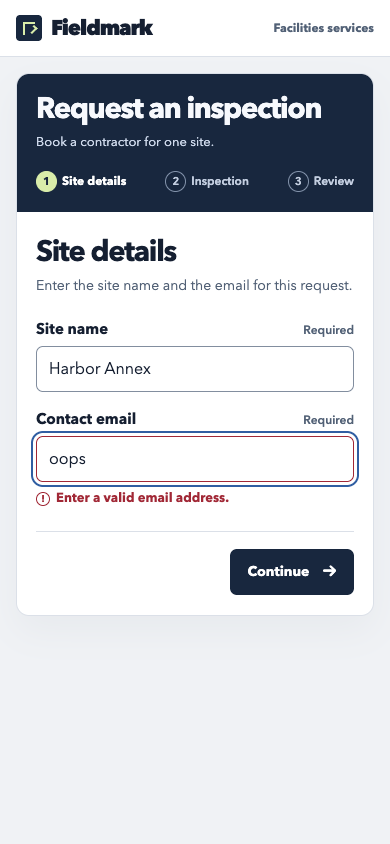 Fieldmark
Facilities services
Request an inspection
Book a contractor for one site.
1 Site details
2 Inspection
3 Review
Site details
Enter the site name and the email for this request.
Site name
Required
Harbor Annex
Contact email
Required
oops
Enter a valid email address.
Continue →